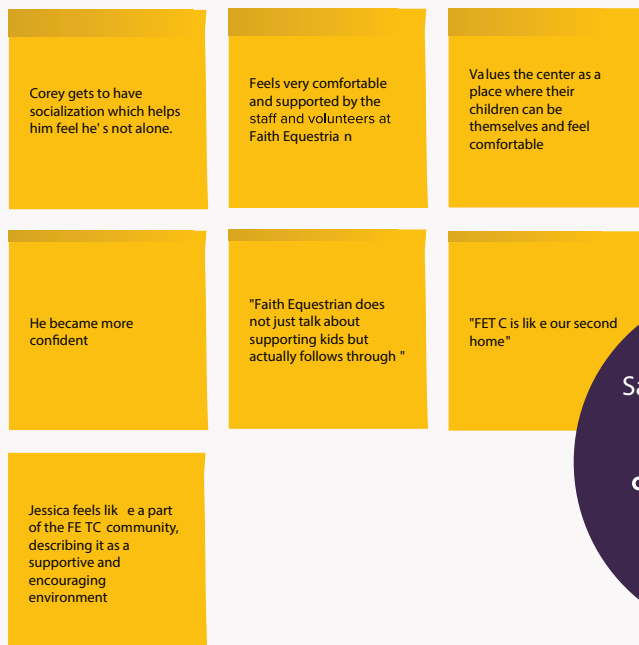 Corey gets to have
socialization which helps
him feel he' s not alone.
Feels very comfortable
and supported by the
staff and volunteers at
Faith Equestria n
Values the center as a
place where their
children can be
themselves and feel
comfortable
He became more
confident
"Faith Equestrian does
not just talk about
supporting kids but
actually follows through "
"FET C is lik e our second
home"
Jessica feels lik e a part
of the FE TC community,
describing it as a
supportive and
encouraging
environment